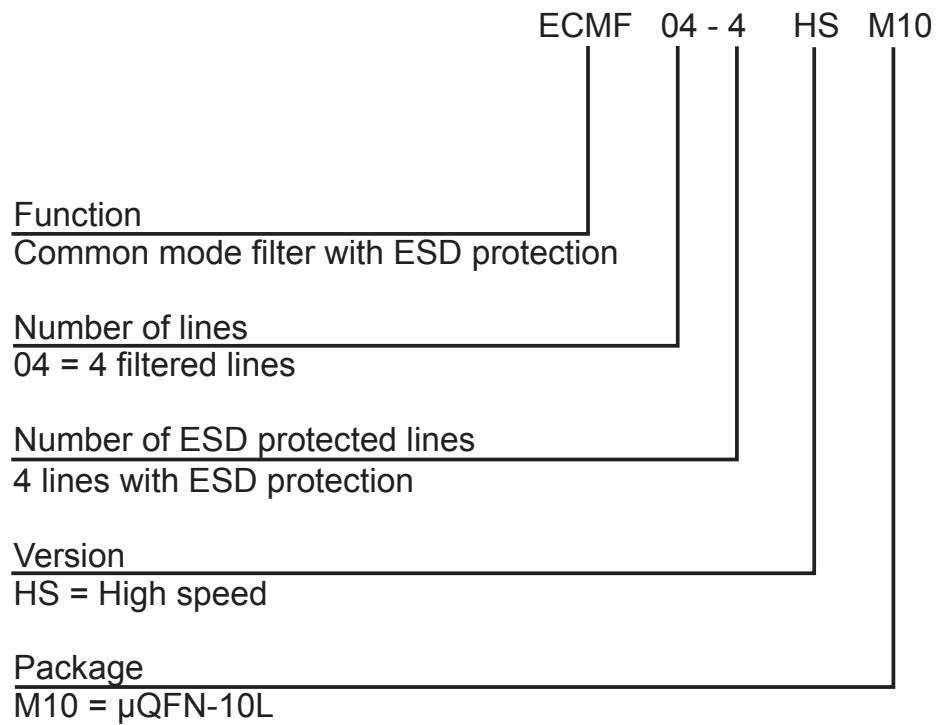 ECMF 04 - 4 HS M10
Function
Common mode filter with ESD protection
Number of lines
04 = 4 filtered lines
Number of ESD protected lines
4 lines with ESD protection
Version
HS = High speed
Package
M10 = µQFN-10L